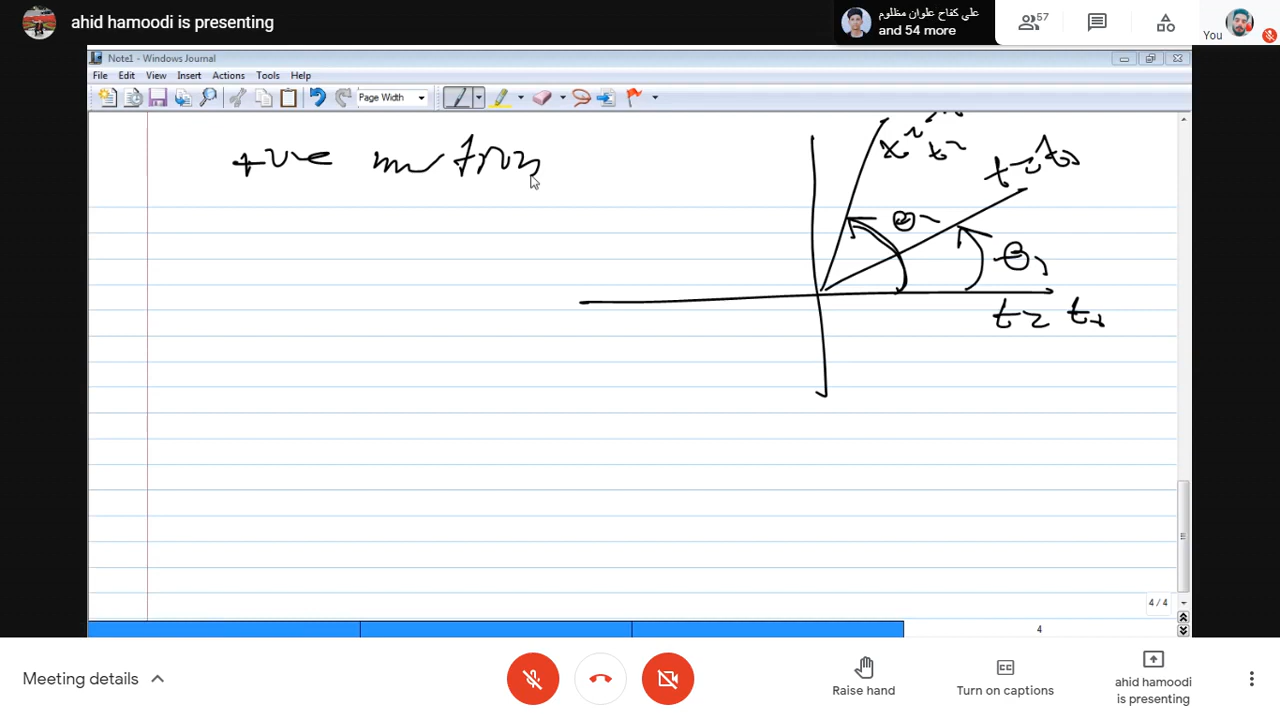 ahid hamoodi is presenting
علي كفاح علوان مظلوم
and 54 more
57
You
Note1 - Windows Journal
File Edit View Insert Actions Tools Help
Page Width
+ve
θ2
θ1
4 / 4
4
Meeting details
Raise hand
Turn on captions
ahid hamoodi
is presenting